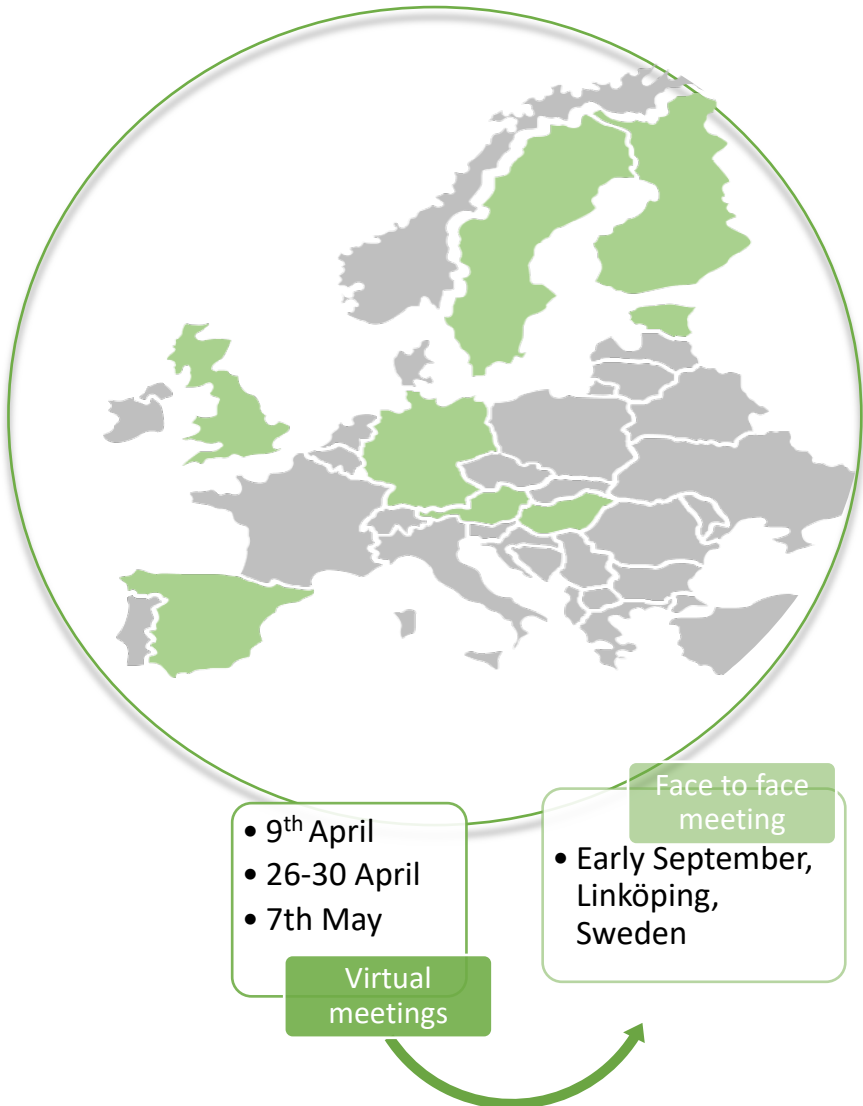 • 9th April
• 26-30 April
• 7th May
Virtual
meetings
Face to face
meeting
• Early September,
Linköping,
Sweden